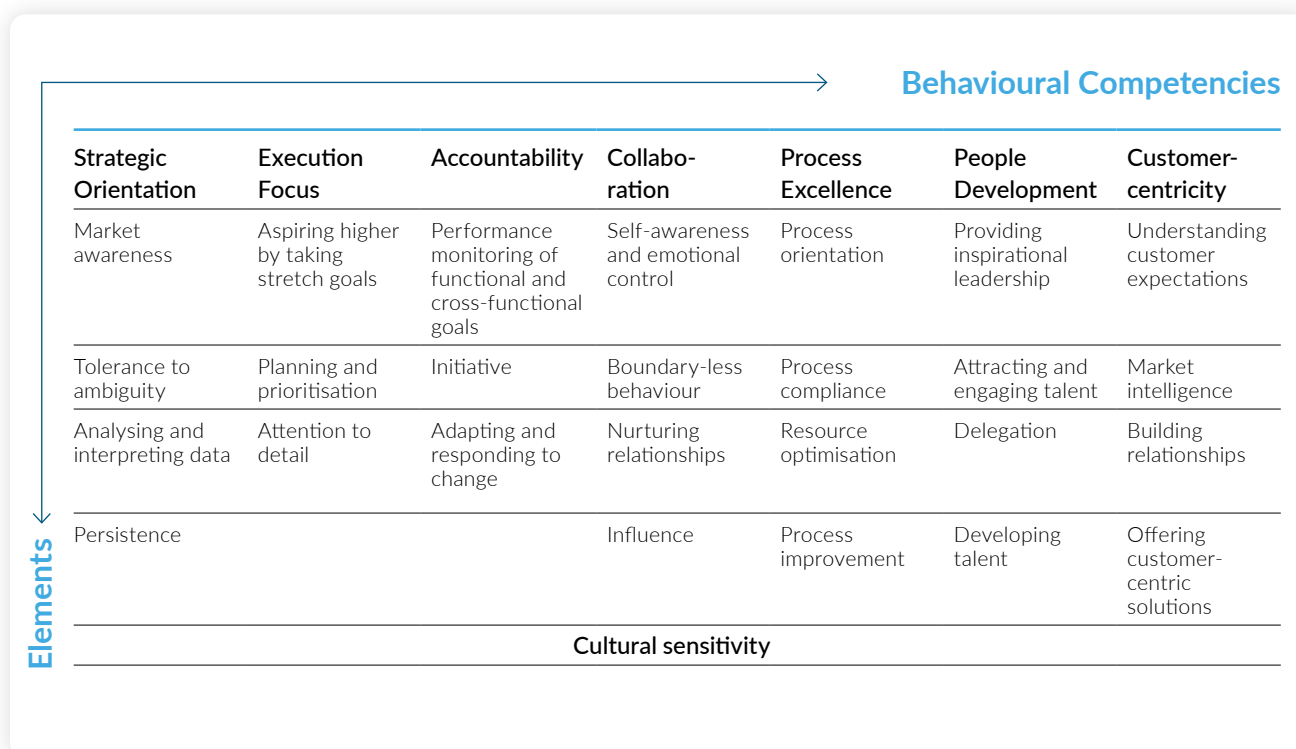 Behavioural Competencies
Strategic
Orientation
Execution
Focus
Accountability
Collabo-
ration
Process
Excellence
People
Development
Customer-
centricity
Market
awareness
Aspiring higher
by taking
stretch goals
Performance
monitoring of
functional and
cross-functional
goals
Self-awareness
and emotional
control
Process
orientation
Providing
inspirational
leadership
Understanding
customer
expectations
Tolerance to
ambiguity
Planning and
prioritisation
Initiative
Boundary-less
behaviour
Process
compliance
Attracting and
engaging talent
Market
intelligence
Analysing and
interpreting data
Attention to
detail
Adapting and
responding to
change
Nurturing
relationships
Resource
optimisation
Delegation
Building
relationships
Persistence
Influence
Process
improvement
Developing
talent
Offering
customer-
centric
solutions
Cultural sensitivity
Elements